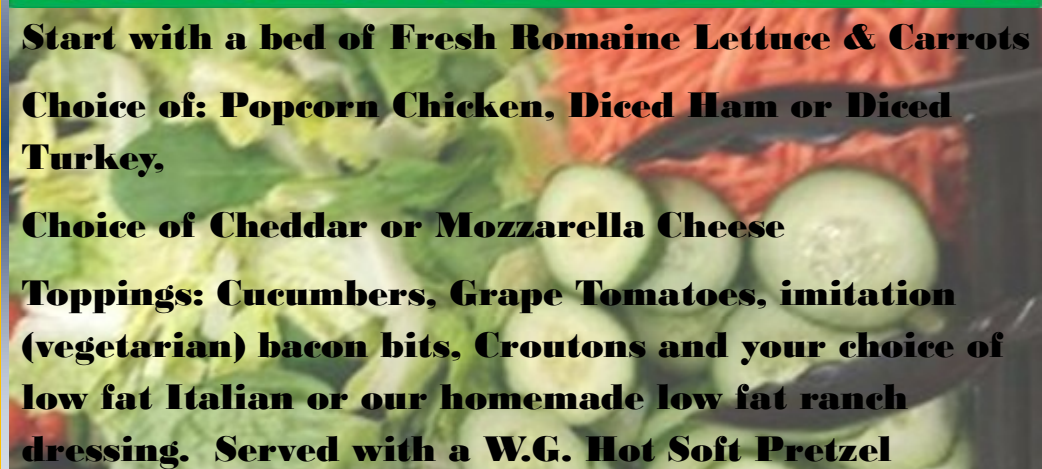 Start with a bed of Fresh Romaine Lettuce & Carrots
Choice of: Popcorn Chicken, Diced Ham or Diced
Turkey,
Choice of Cheddar or Mozzarella Cheese
Toppings: Cucumbers, Grape Tomatoes, imitation
(vegetarian) bacon bits, Croutons and your choice of
low fat Italian or our homemade low fat ranch
dressing.  Served with a W.G. Hot Soft Pretzel